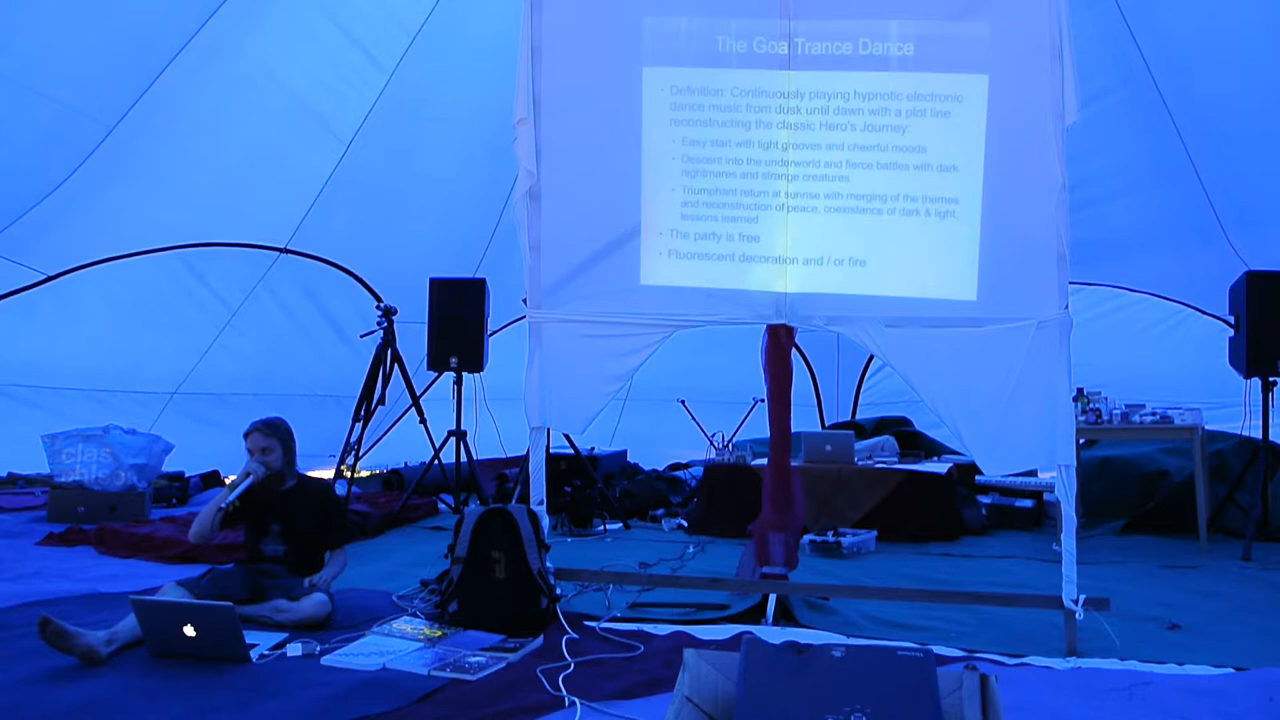 The Goa Trance Dance
• Definition: Continuously playing hypnotic electronic
dance music from dusk until dawn with a plot line
reconstructing the classic Hero's Journey:
• Easy start with light grooves and cheerful moods
• Descent into the underworld and fierce battles with dark
nightmares and strange creatures
• Triumphant return at sunrise with merging of the themes
and reconstruction of peace, coexistence of dark & light,
lessons learned
• The party is free
• Fluorescent decoration and / or fire
clas
ohlson